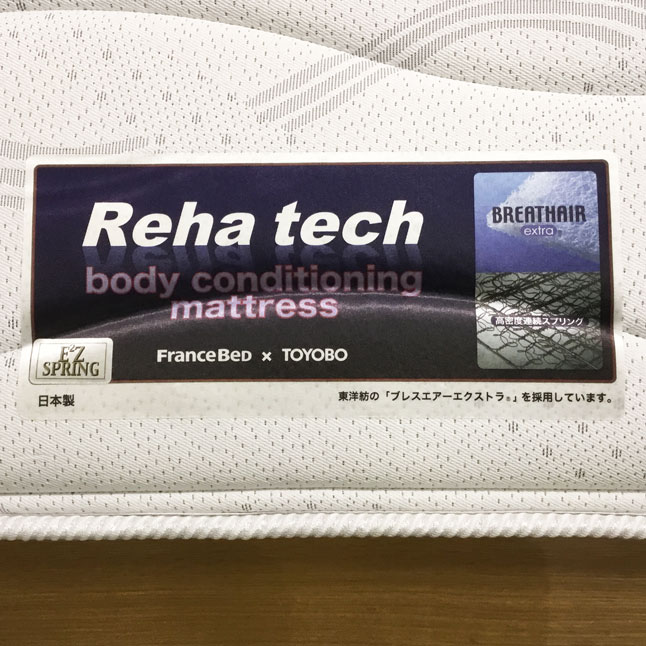 Reha tech
body conditioning
mattress
FRANCEBED × TOYOBO
BREATHAIR
extra
高密度連続スプリング
E²Z
SPRING
日本製
東洋紡の「ブレスエアーエクストラ®」を採用しています。